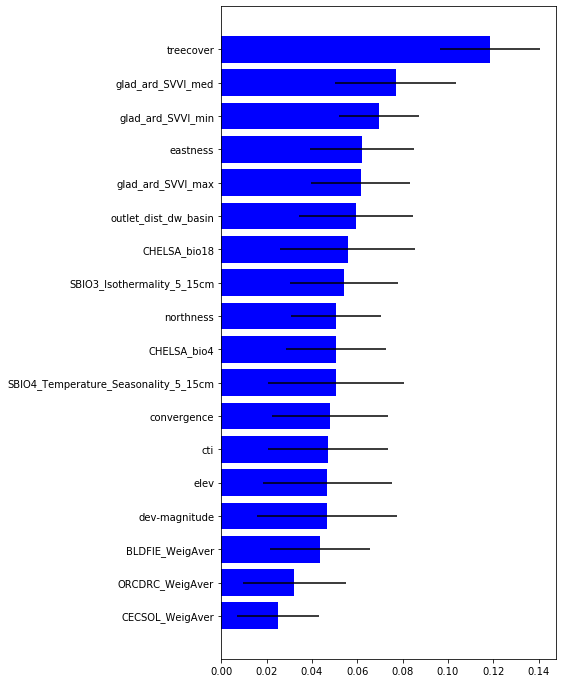 treecover
glad_ard_SVVI_med
glad_ard_SVVI_min
eastness
glad_ard_SVVI_max
outlet_dist_dw_basin
CHELSA_bio18
SBIO3_Isothermality_5_15cm
northness
CHELSA_bio4
SBIO4_Temperature_Seasonality_5_15cm
convergence
cti
elev
dev-magnitude
BLDFIE_WeigAver
ORCDRC_WeigAver
CECSOL_WeigAver
0.00 0.02 0.04 0.06 0.08 0.10 0.12 0.14